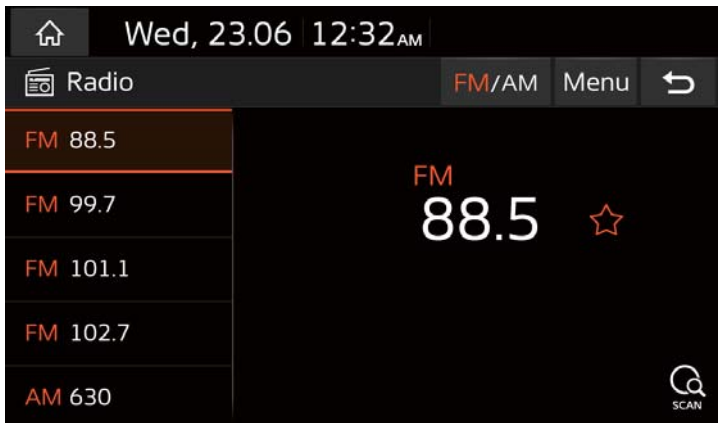 Wed, 23.06 12:32AM
Radio FM/AM Menu
FM 88.5
FM 99.7
FM 101.1
FM 102.7
AM 630
FM
88.5
SCAN